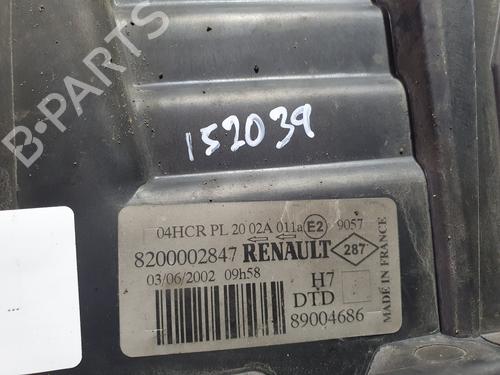 B-PARTS
152039
04HCR PL 20 02A 011a E2 9057
8200002847 RENAULT 287
03/06/2002 09h58 H7
DTD
89004686
MADE IN FRANCE
...